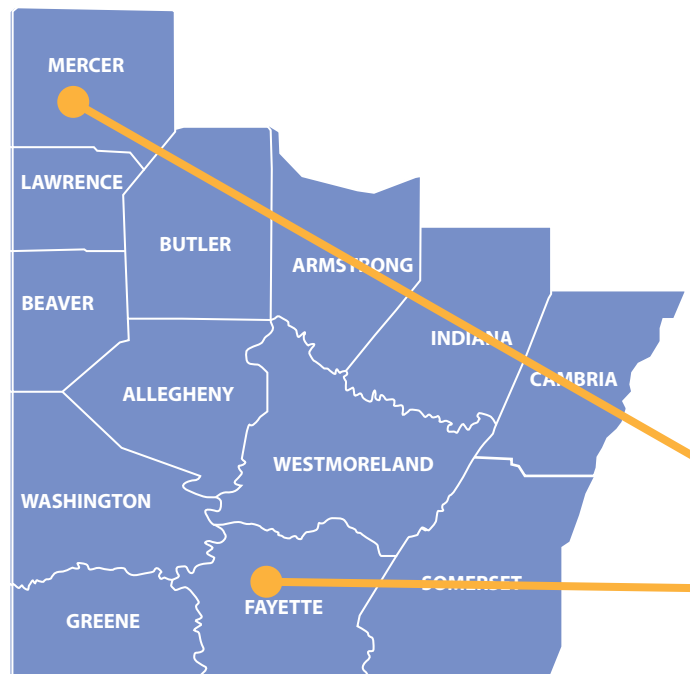 MERCER
LAWRENCE
BUTLER
ARMSTRONG
BEAVER
INDIANA
CAMBRIA
ALLEGHENY
WESTMORELAND
WASHINGTON
SOMERSET
FAYETTE
GREENE